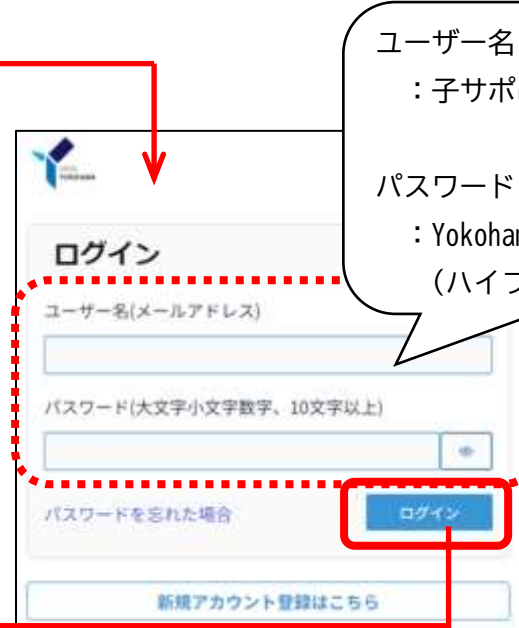 ユーザー名
：子サポ
パスワード
：Yokoha
（ハイフ
YOKOHAMA
ログイン
ユーザー名(メールアドレス)
パスワード(大文字小文字数字、10文字以上)
パスワードを忘れた場合
ログイン
新規アカウント登録はこちら